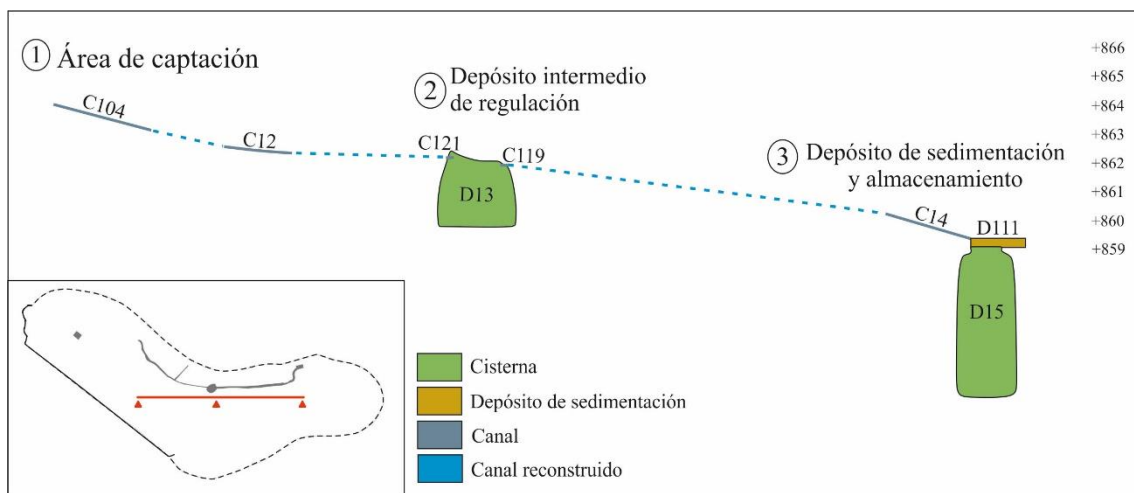 1 Área de captación
C104
C12
2 Depósito intermedio
de regulación
C121
C119
D13
3 Depósito de sedimentación
y almacenamiento
C14
D111
D15
+866
+865
+864
+863
+862
+861
+860
+859
Cisterna
Depósito de sedimentación
Canal
Canal reconstruido